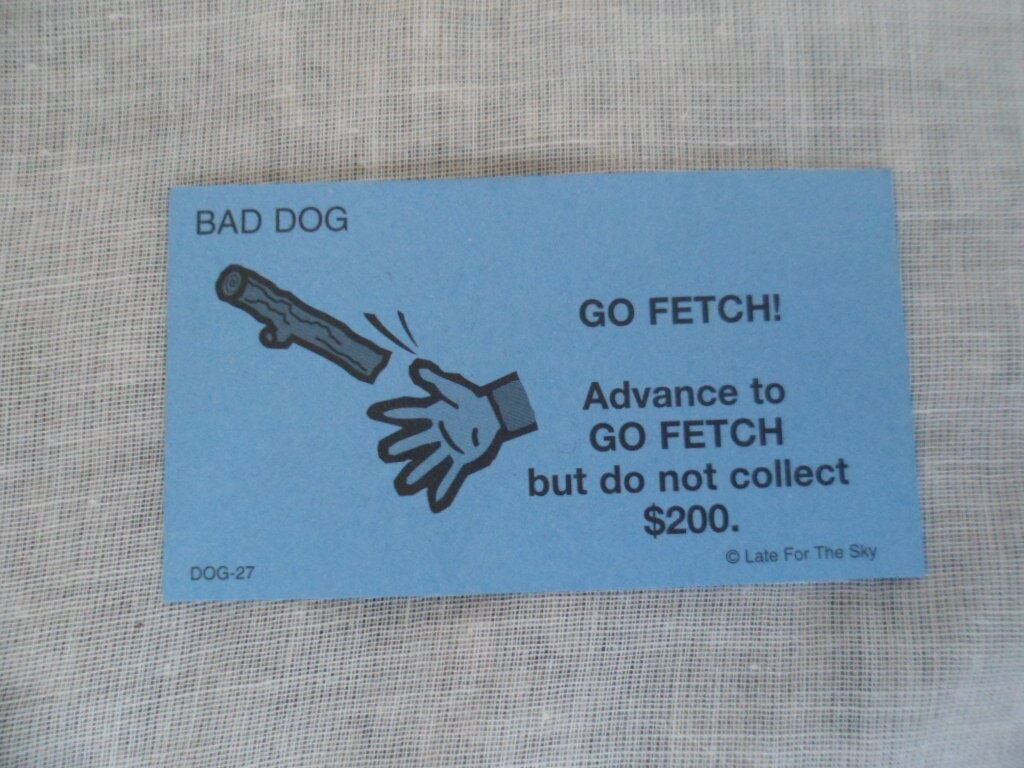 BAD DOG
GO FETCH!
Advance to
GO FETCH
but do not collect
$200.
© Late For The Sky
DOG-27